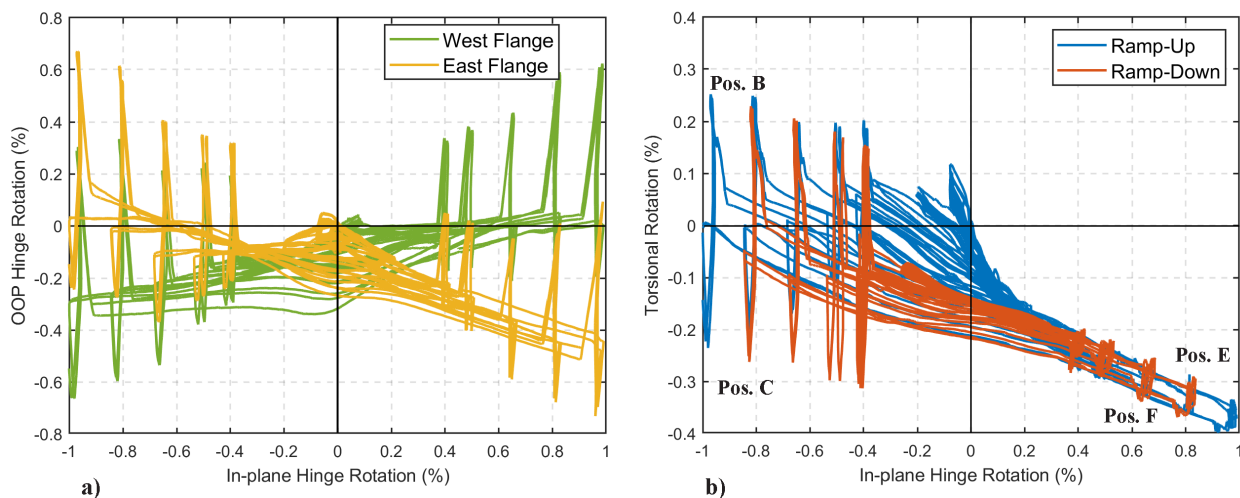 0.8
0.6
0.4
0.2
0
-0.2
-0.4
-0.6
-0.8
OOP Hinge Rotation (%)
West Flange
East Flange
-1 -0.8 -0.6 -0.4 -0.2 0 0.2 0.4 0.6 0.8 1
In-plane Hinge Rotation (%)
a)
0.4
0.3
0.2
0.1
0
-0.1
-0.2
-0.3
-0.4
Torsional Rotation (%)
Ramp-Up
Ramp-Down
Pos. B
Pos. C
Pos. E
Pos. F
-1 -0.8 -0.6 -0.4 -0.2 0 0.2 0.4 0.6 0.8 1
In-plane Hinge Rotation (%)
b)